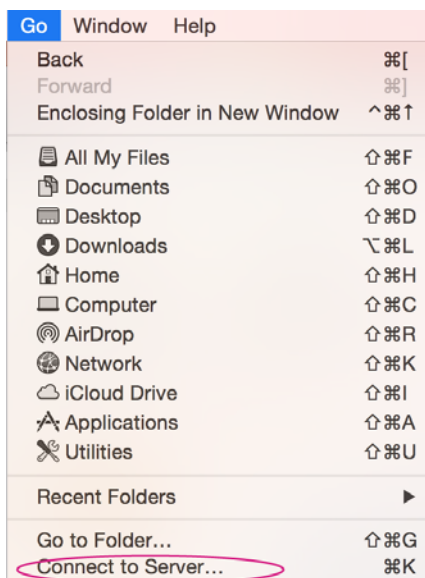 Go Window Help
Back ⌘[
Forward ⌘]
Enclosing Folder in New Window ^⌘↑
All My Files ⇧⌘F
Documents ⇧⌘O
Desktop ⇧⌘D
Downloads ⌥⌘L
Home ⇧⌘H
Computer ⇧⌘C
AirDrop ⇧⌘R
Network ⇧⌘K
iCloud Drive ⇧⌘I
Applications ⇧⌘A
Utilities ⇧⌘U
Recent Folders ▶
Go to Folder... ⇧⌘G
Connect to Server... ⌘K